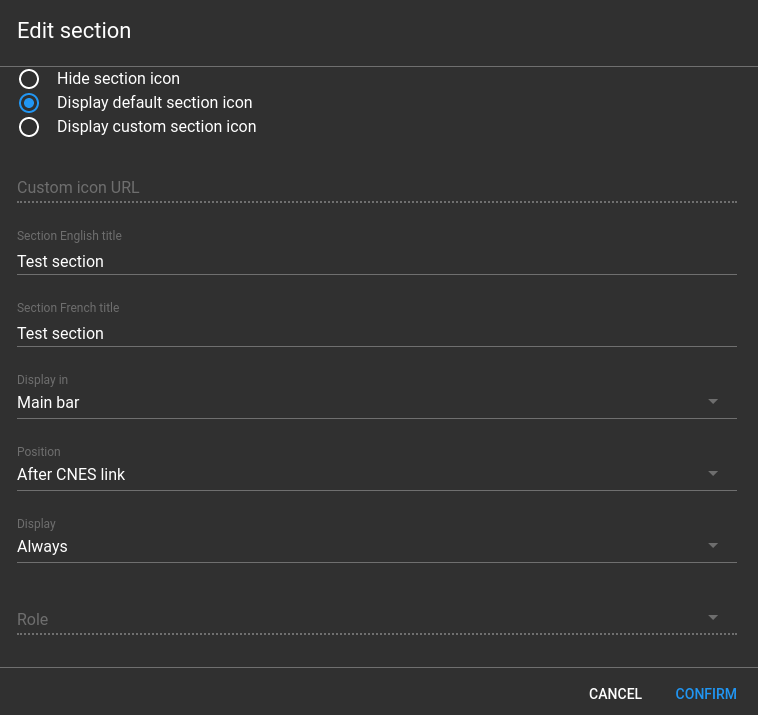 Edit section
Hide section icon
Display default section icon
Display custom section icon
Custom icon URL
Section English title
Test section
Section French title
Test section
Display in
Main bar
Position
After CNES link
Display
Always
Role
CANCEL CONFIRM